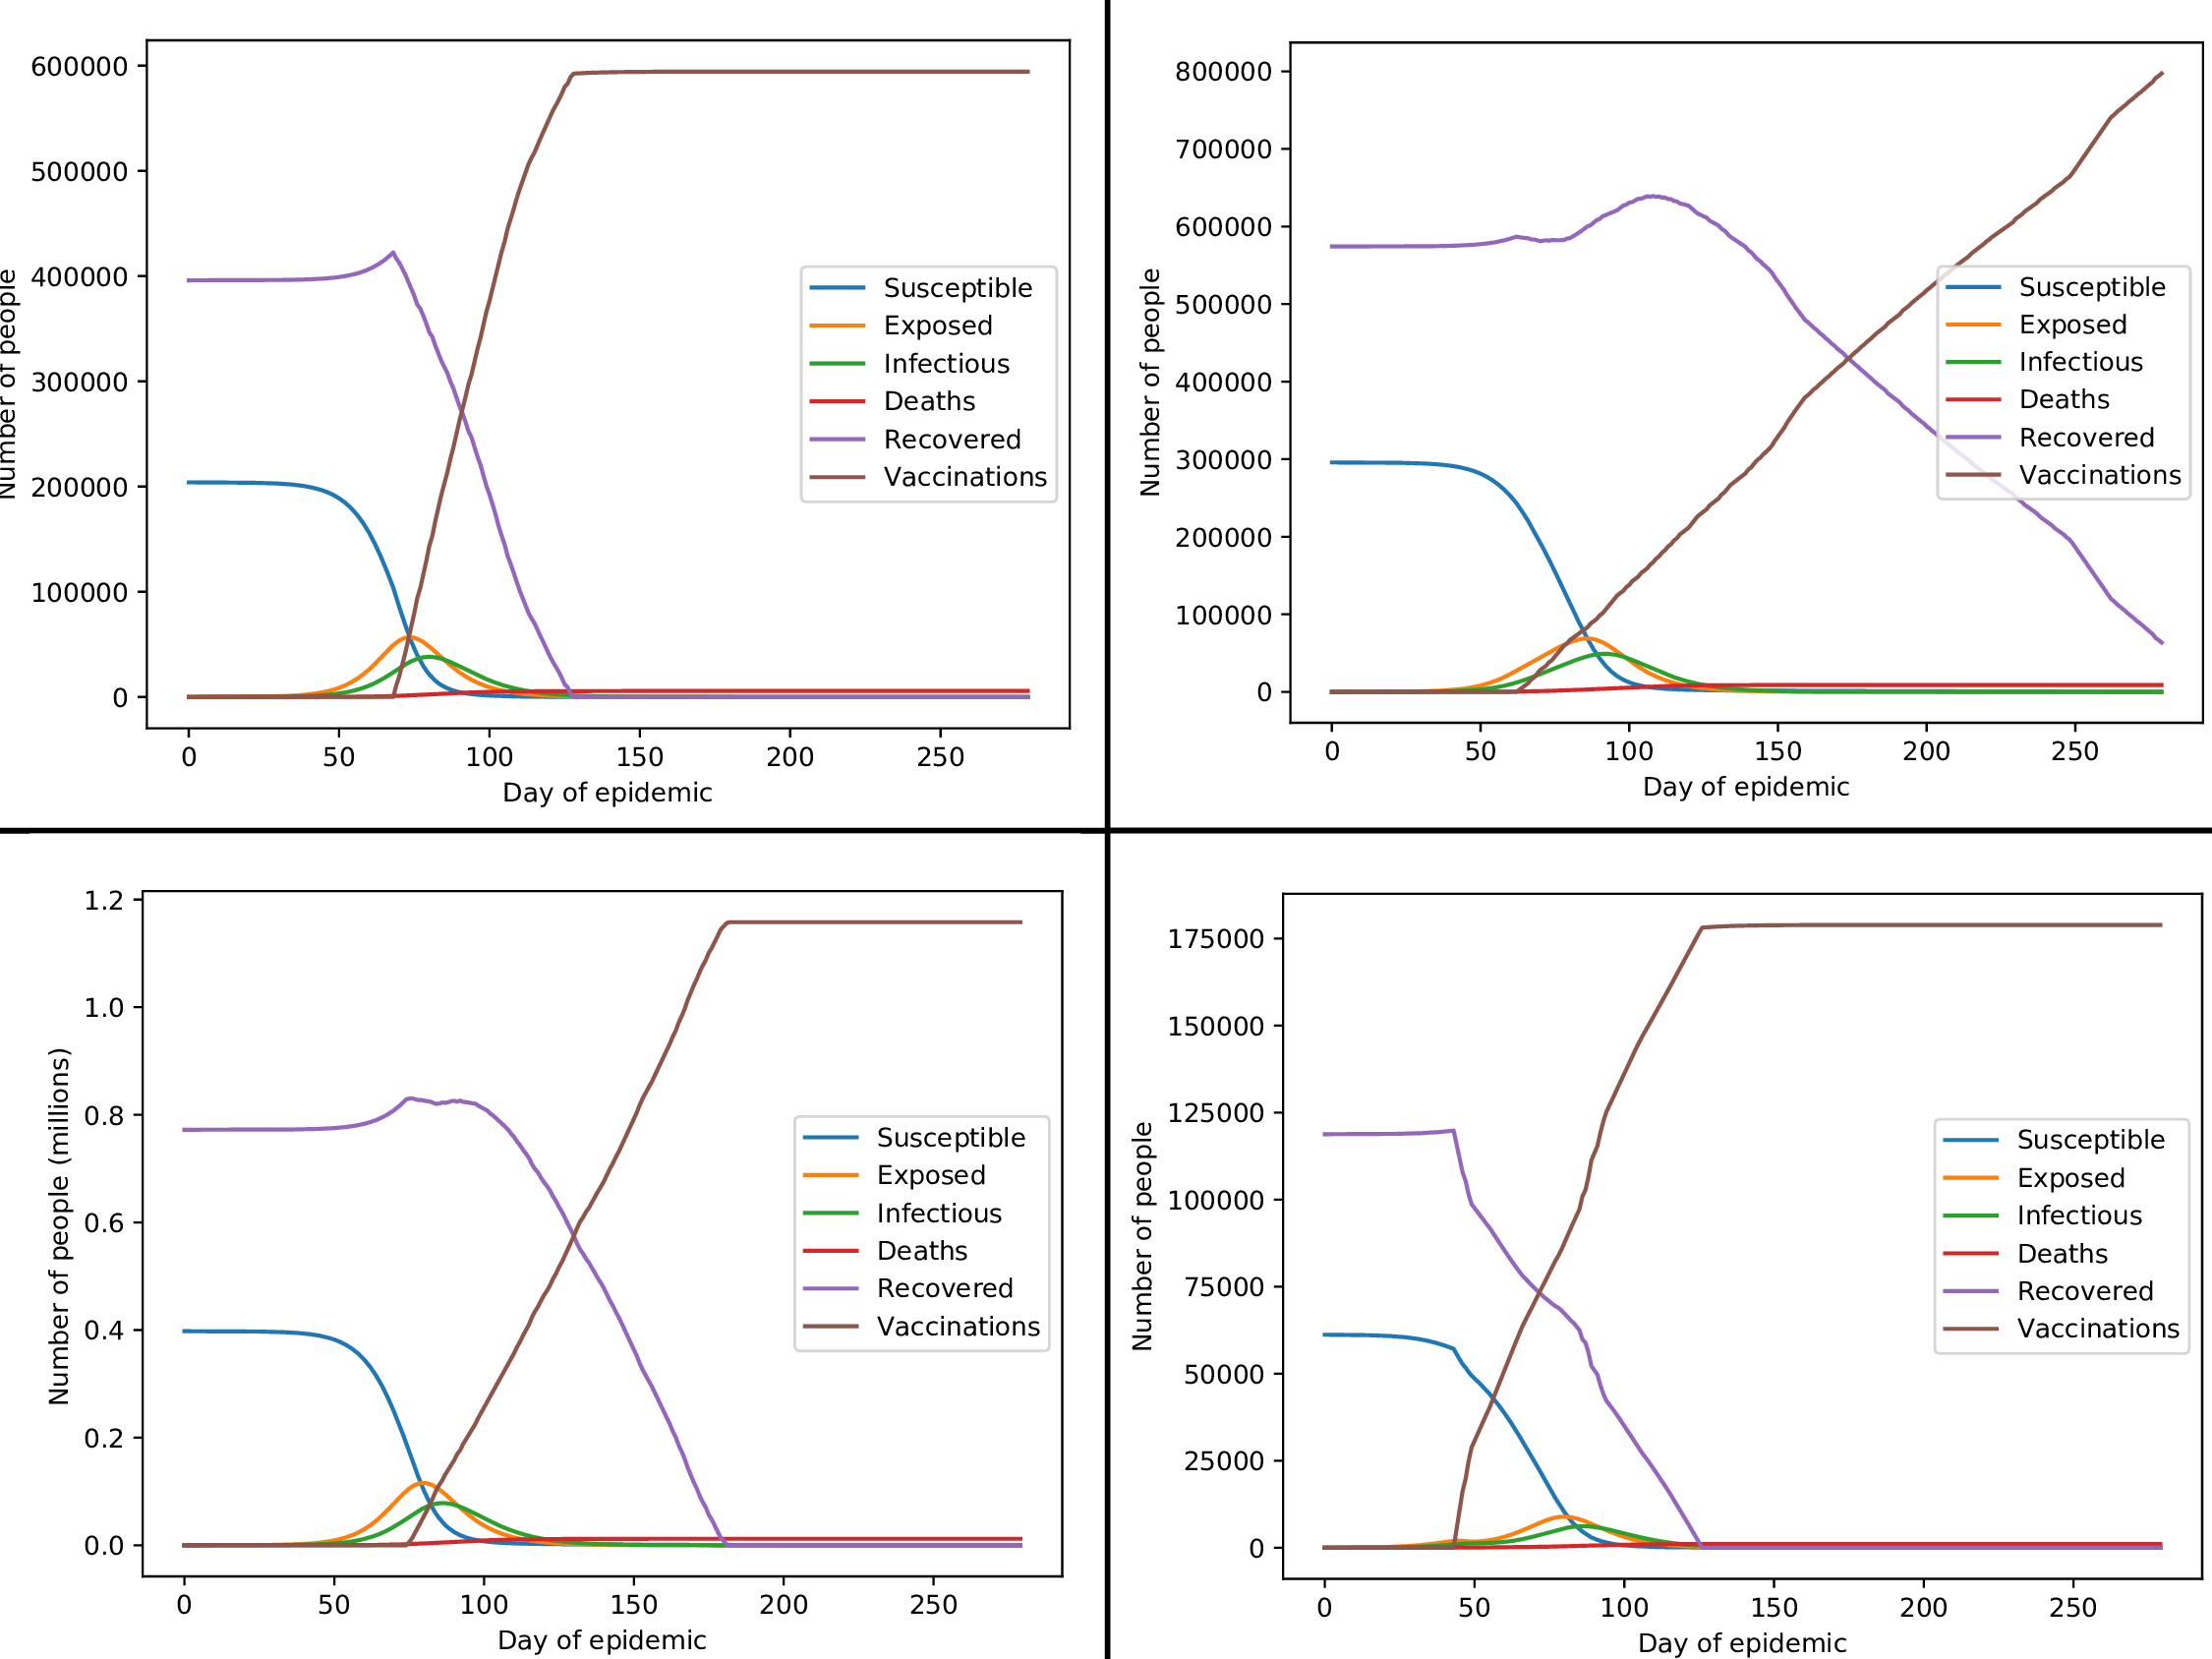 600000
500000
400000
300000
200000
100000
0
Number of people
0 50 100 150 200 250
Day of epidemic
Susceptible
Exposed
Infectious
Deaths
Recovered
Vaccinations
800000
700000
600000
500000
400000
300000
200000
100000
0
Number of people
0 50 100 150 200 250
Day of epidemic
Susceptible
Exposed
Infectious
Deaths
Recovered
Vaccinations
1.2
1.0
0.8
0.6
0.4
0.2
0.0
Number of people (millions)
0 50 100 150 200 250
Day of epidemic
Susceptible
Exposed
Infectious
Deaths
Recovered
Vaccinations
175000
150000
125000
100000
75000
50000
25000
0
Number of people
0 50 100 150 200 250
Day of epidemic
Susceptible
Exposed
Infectious
Deaths
Recovered
Vaccinations